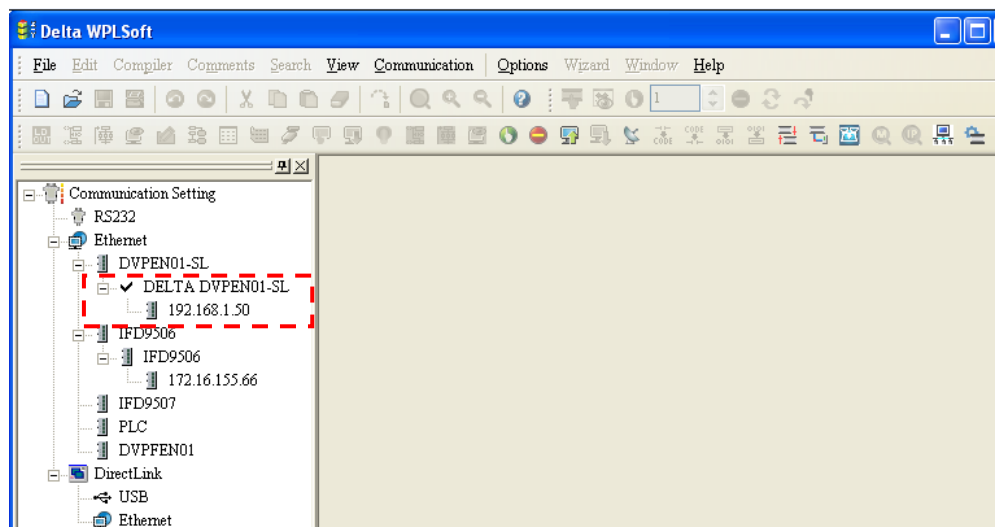 Delta WPLSoft
File Edit Compiler Comments Search View Communication Options Wizard Window Help
1
Communication Setting
RS232
Ethernet
DVPEN01-SL
DELTA DVPEN01-SL
192.168.1.50
IFD9506
IFD9506
172.16.155.66
IFD9507
PLC
DVPFEN01
DirectLink
USB
Ethernet